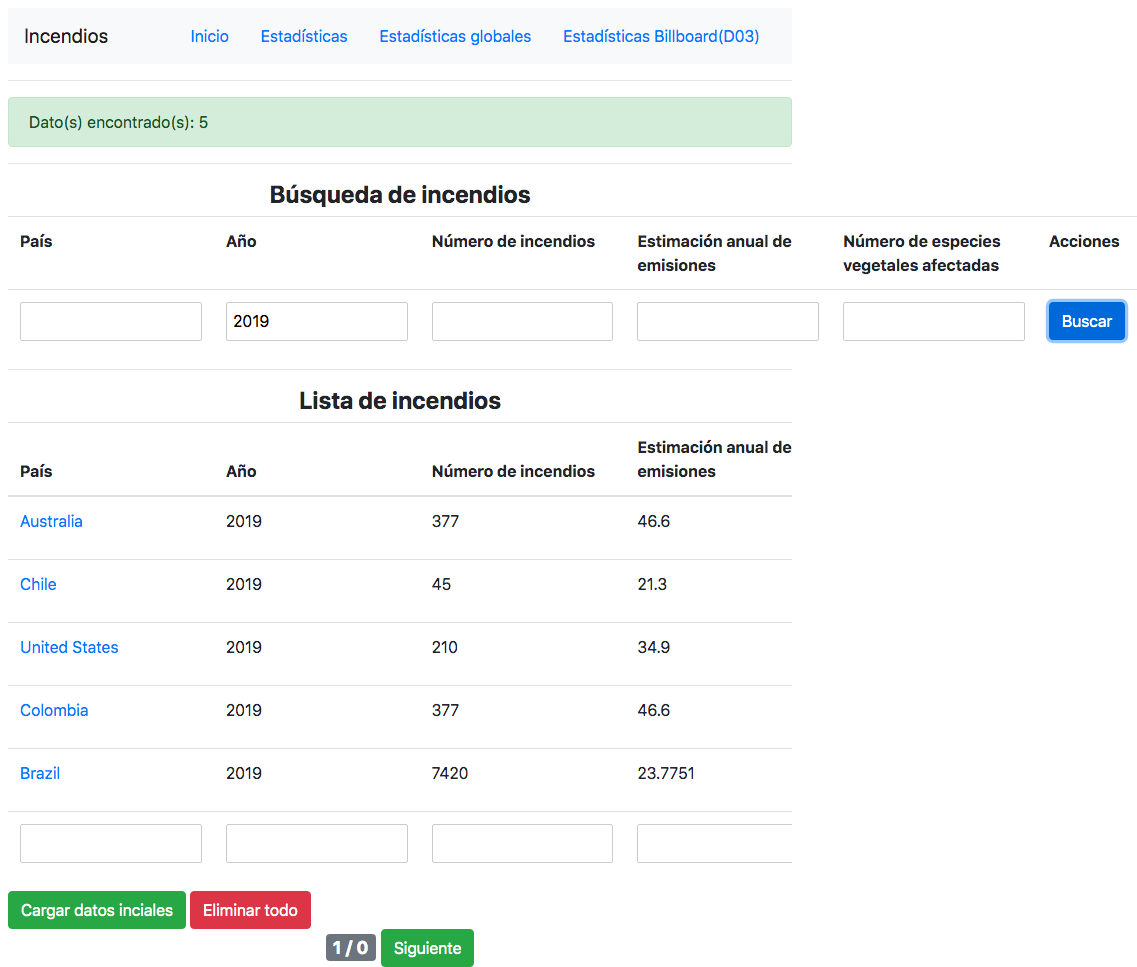 Incendios Inicio Estadísticas Estadísticas globales Estadísticas Billboard(D03)
Dato(s) encontrado(s): 5
Búsqueda de incendios
País Año Número de incendios Estimación anual de emisiones Número de especies vegetales afectadas Acciones
2019 Buscar
Lista de incendios
País Año Número de incendios Estimación anual de emisiones
Australia 2019 377 46.6
Chile 2019 45 21.3
United States 2019 210 34.9
Colombia 2019 377 46.6
Brazil 2019 7420 23.7751
Cargar datos inciales Eliminar todo
1 / 0 Siguiente